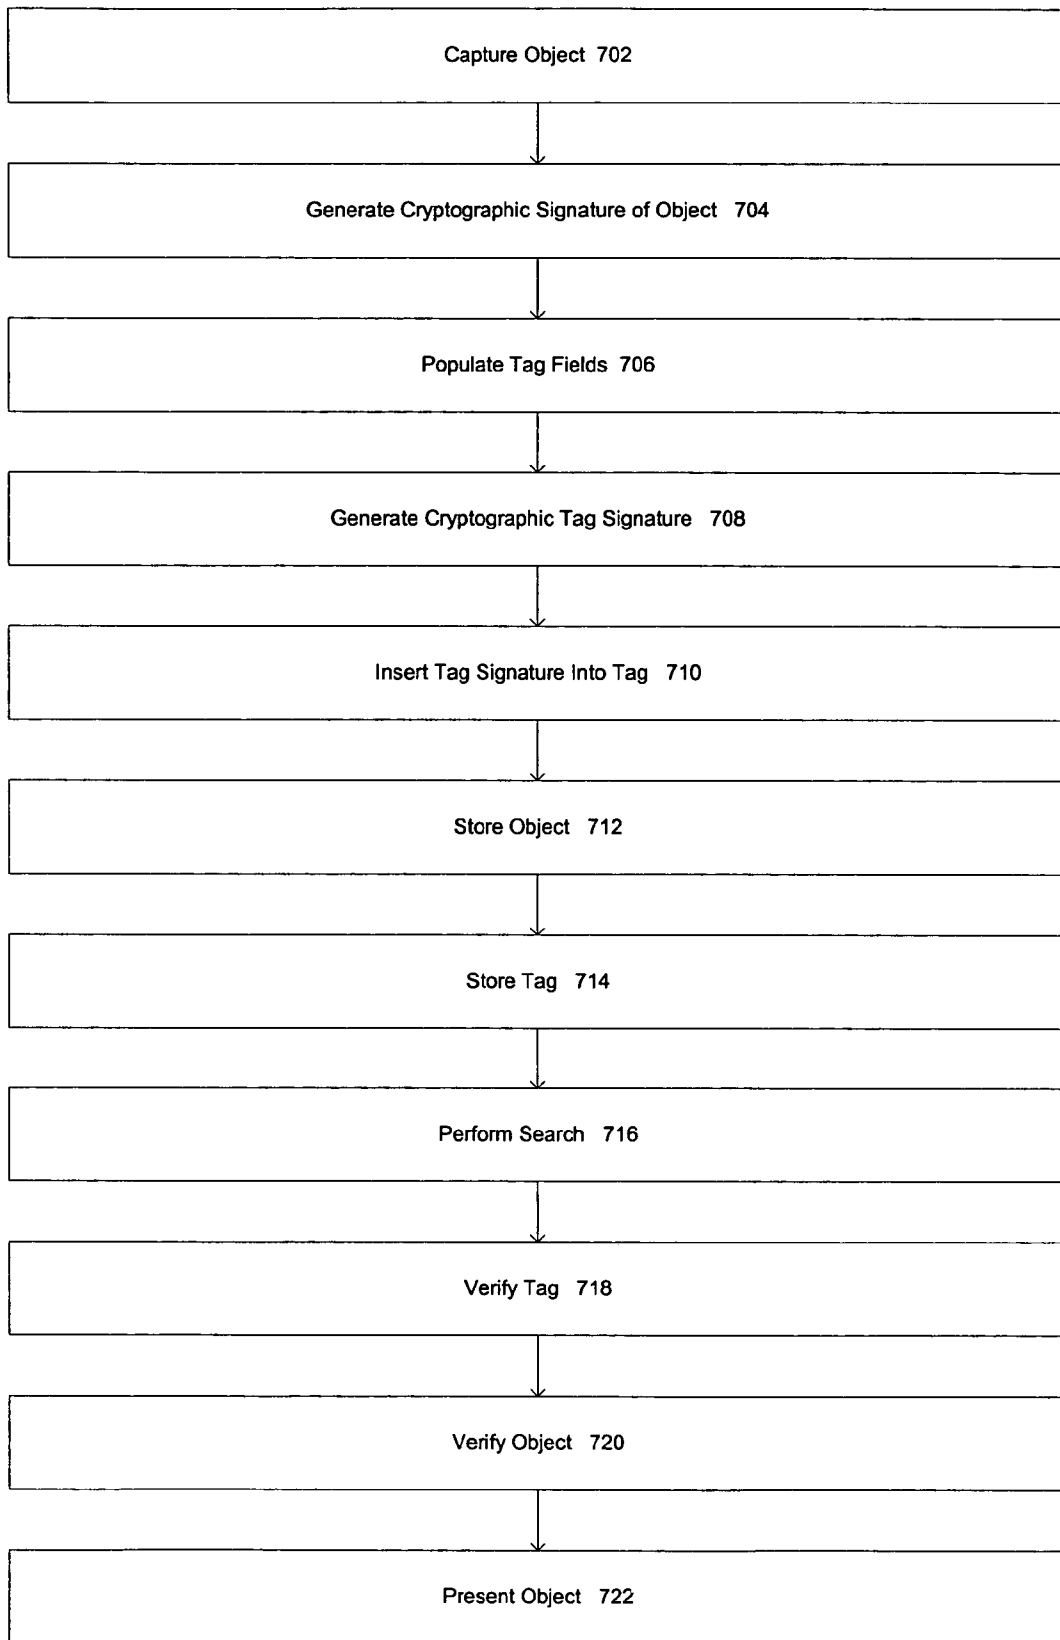 Capture Object 702
Generate Cryptographic Signature of Object 704
Populate Tag Fields 706
Generate Cryptographic Tag Signature 708
Insert Tag Signature Into Tag 710
Store Object 712
Store Tag 714
Perform Search 716
Verify Tag 718
Verify Object 720
Present Object 722